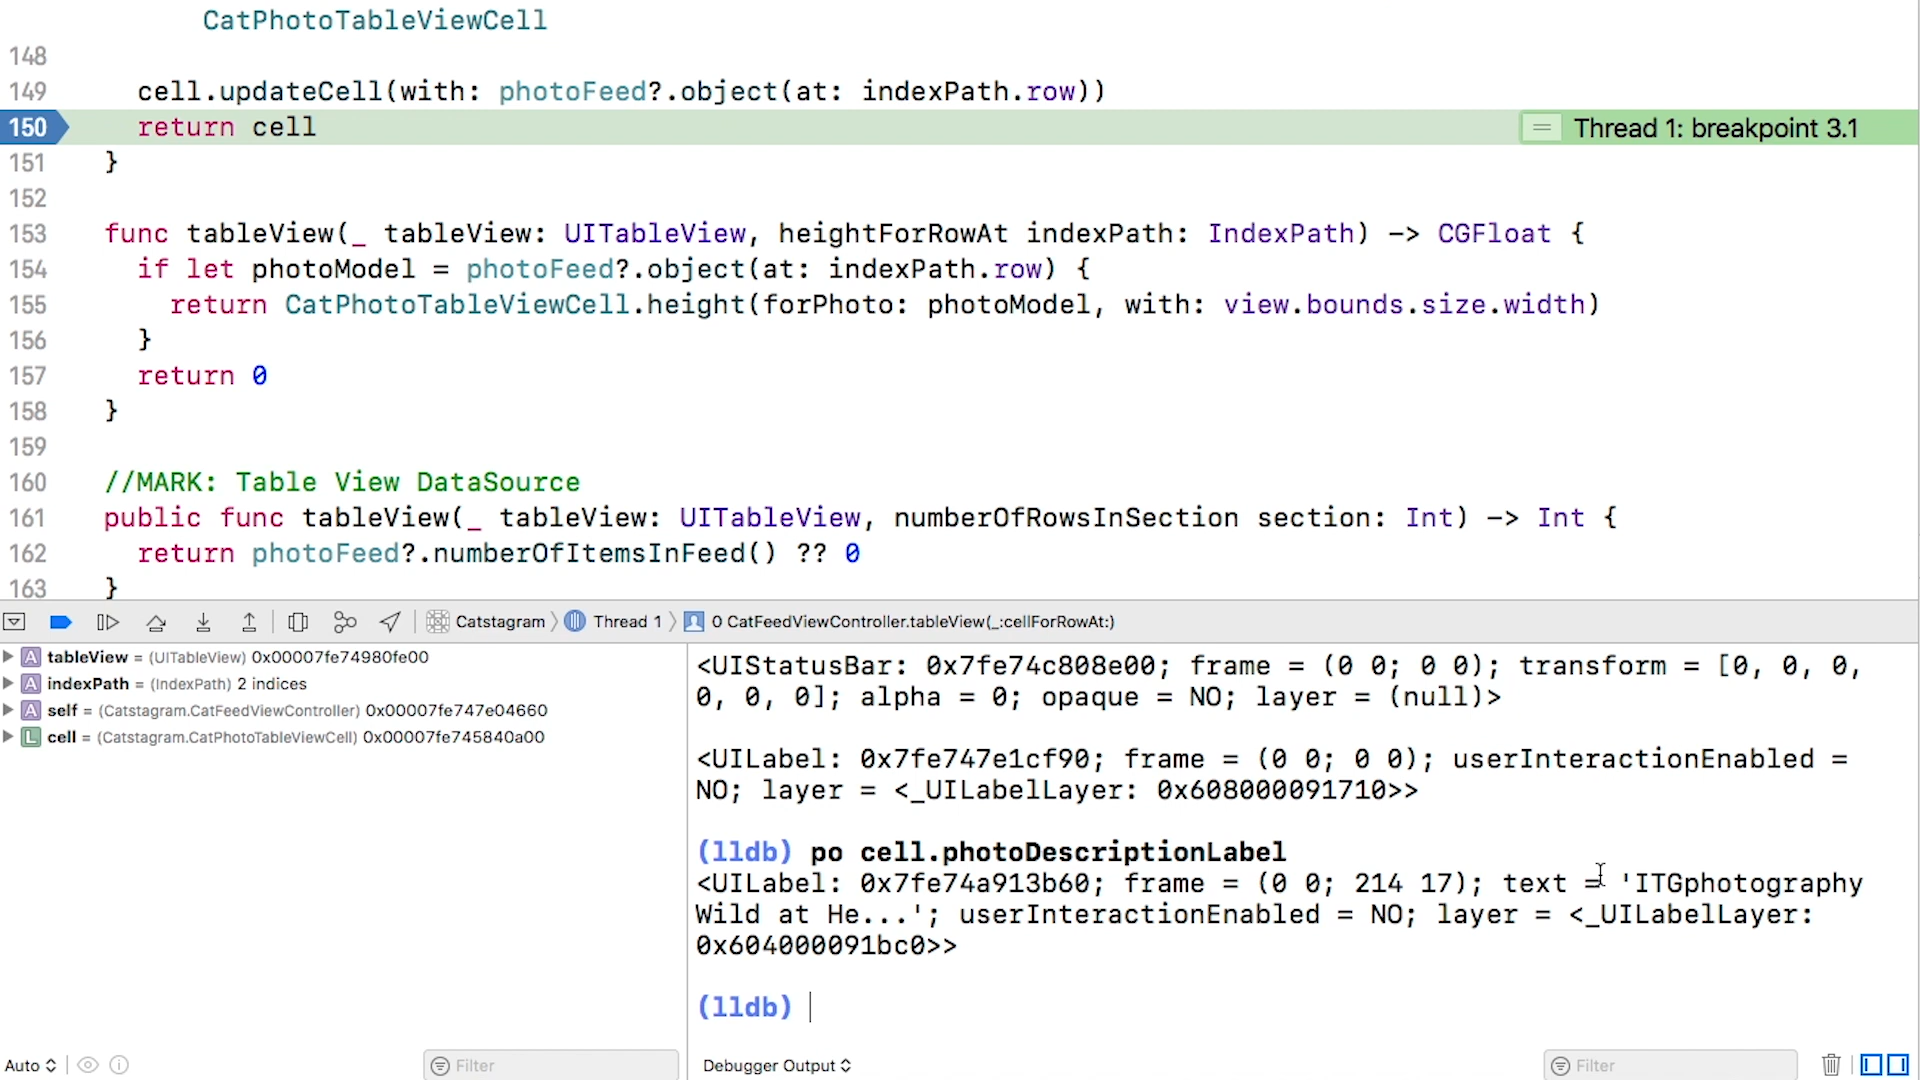 CatPhotoTableViewCell
148
149 cell.updateCell(with: photoFeed?.object(at: indexPath.row))
150 return cell Thread 1: breakpoint 3.1
151 }
152
153 func tableView(_ tableView: UITableView, heightForRowAt indexPath: IndexPath) -> CGFloat {
154 if let photoModel = photoFeed?.object(at: indexPath.row) {
155 return CatPhotoTableViewCell.height(forPhoto: photoModel, with: view.bounds.size.width)
156 }
157 return 0
158 }
159
160 //MARK: Table View DataSource
161 public func tableView(_ tableView: UITableView, numberOfRowsInSection section: Int) -> Int {
162 return photoFeed?.numberOfItemsInFeed() ?? 0
163 }
Catstagram Thread 1 0 CatFeedViewController.tableView(_:cellForRowAt:)
A tableView = (UITableView) 0x00007fe74980fe00
A indexPath = (IndexPath) 2 indices
A self = (Catstagram.CatFeedViewController) 0x00007fe747e04660
L cell = (Catstagram.CatPhotoTableViewCell) 0x00007fe745840a00
<UIStatusBar: 0x7fe74c808e00; frame = (0 0; 0 0); transform = [0, 0, 0,
0, 0, 0]; alpha = 0; opaque = NO; layer = (null)>
<UILabel: 0x7fe747e1cf90; frame = (0 0; 0 0); userInteractionEnabled =
NO; layer = <_UILabelLayer: 0x608000091710>>
(lldb) po cell.photoDescriptionLabel
<UILabel: 0x7fe74a913b60; frame = (0 0; 214 17); text = 'ITGphotography
Wild at He...'; userInteractionEnabled = NO; layer = <_UILabelLayer:
0x604000091bc0>>
(lldb)
Auto Filter Debugger Output Filter